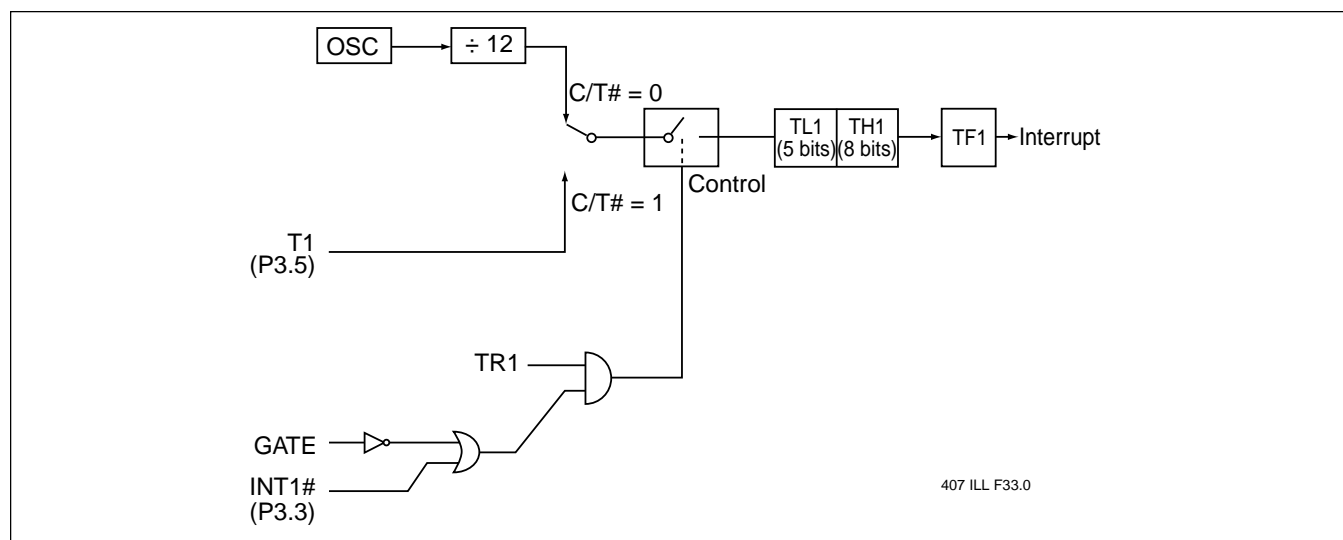 OSC
÷ 12
C/T# = 0
TL1
(5 bits)
TH1
(8 bits)
TF1
Interrupt
Control
C/T# = 1
T1
(P3.5)
TR1
GATE
INT1#
(P3.3)
407 ILL F33.0